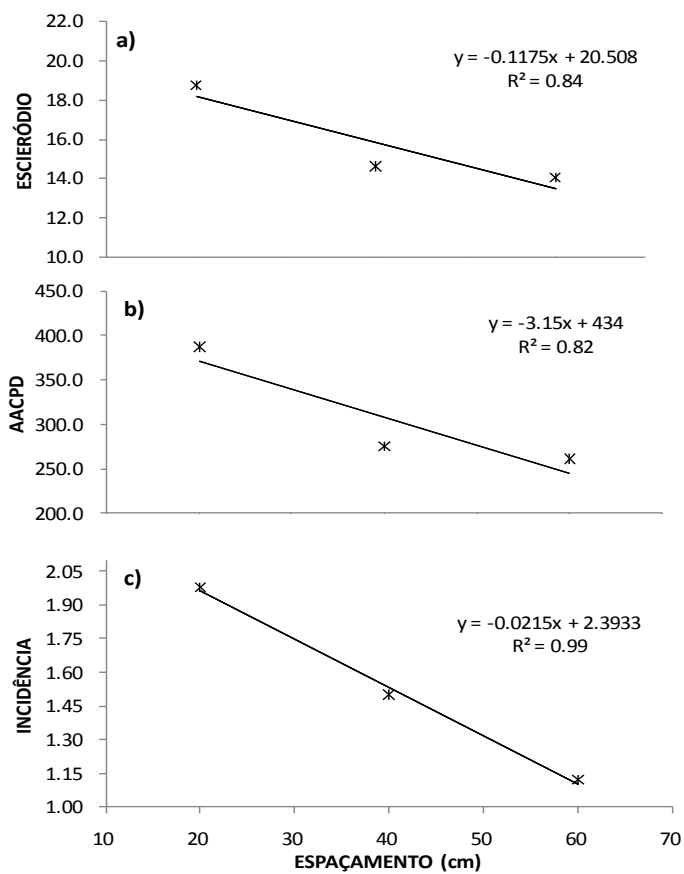 a)
y = -0.1175x + 20.508
R² = 0.84
ESCIERÓDIO
22.0
20.0
18.0
16.0
14.0
12.0
10.0
b)
y = -3.15x + 434
R² = 0.82
AACPD
450.0
400.0
350.0
300.0
250.0
200.0
c)
y = -0.0215x + 2.3933
R² = 0.99
INCIDÊNCIA
2.05
1.90
1.75
1.60
1.45
1.30
1.15
1.00
10 20 30 40 50 60 70
ESPAÇAMENTO (cm)